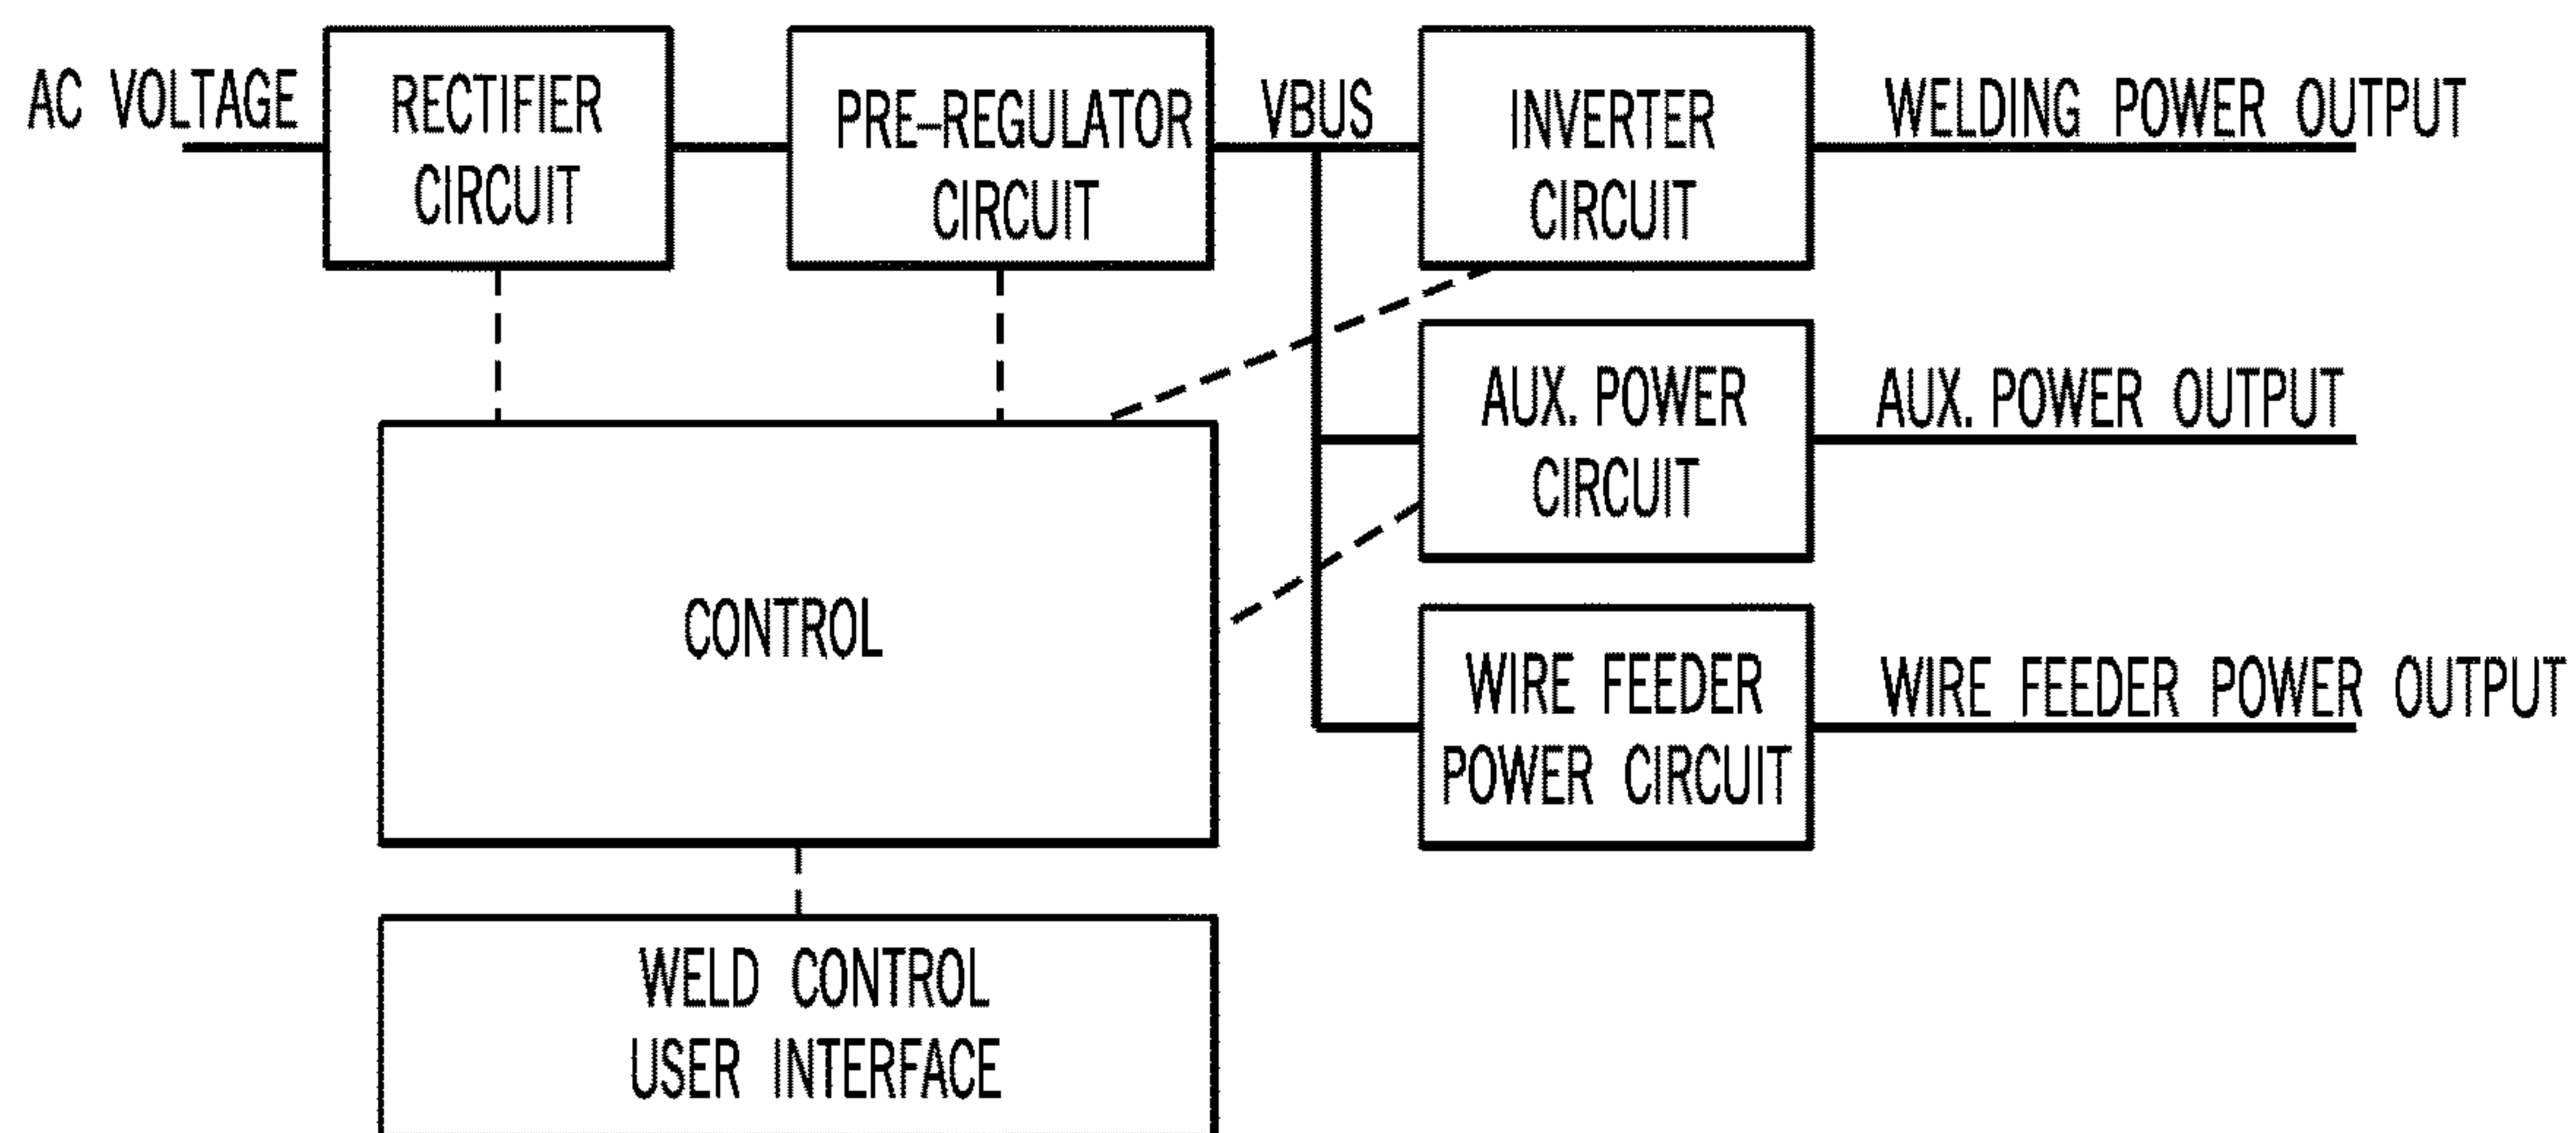 AC VOLTAGE
RECTIFIER
CIRCUIT
PRE-REGULATOR
CIRCUIT
VBUS
INVERTER
CIRCUIT
WELDING POWER OUTPUT
AUX. POWER
CIRCUIT
AUX. POWER OUTPUT
CONTROL
WIRE FEEDER
POWER CIRCUIT
WIRE FEEDER POWER OUTPUT
WELD CONTROL
USER INTERFACE